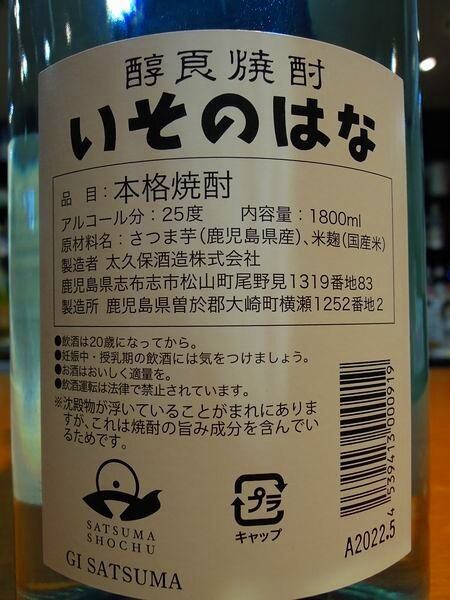 醇良焼酎
いそのはな
品 目：本格焼酎
アルコール分：25度 内容量：1800ml
原材料名：さつま芋(鹿児島県産)、米麹(国産米)
製造者 太久保酒造株式会社
鹿児島県志布志市松山町尾野見1319番地83
製造所 鹿児島県曽於郡大崎町横瀬1252番地2
●飲酒は20歳になってから。
●妊娠中・授乳期の飲酒には気をつけましょう。
●お酒はおいしく適量を。
●飲酒運転は法律で禁止されています。
※沈殿物が浮いていることがまれにありま
すが、これは焼酎の旨み成分を含んでい
るためです。
SATSUMA
SHOCHU
GI SATSUMA
プラ
キャップ
4 539413 000919
A2022.5